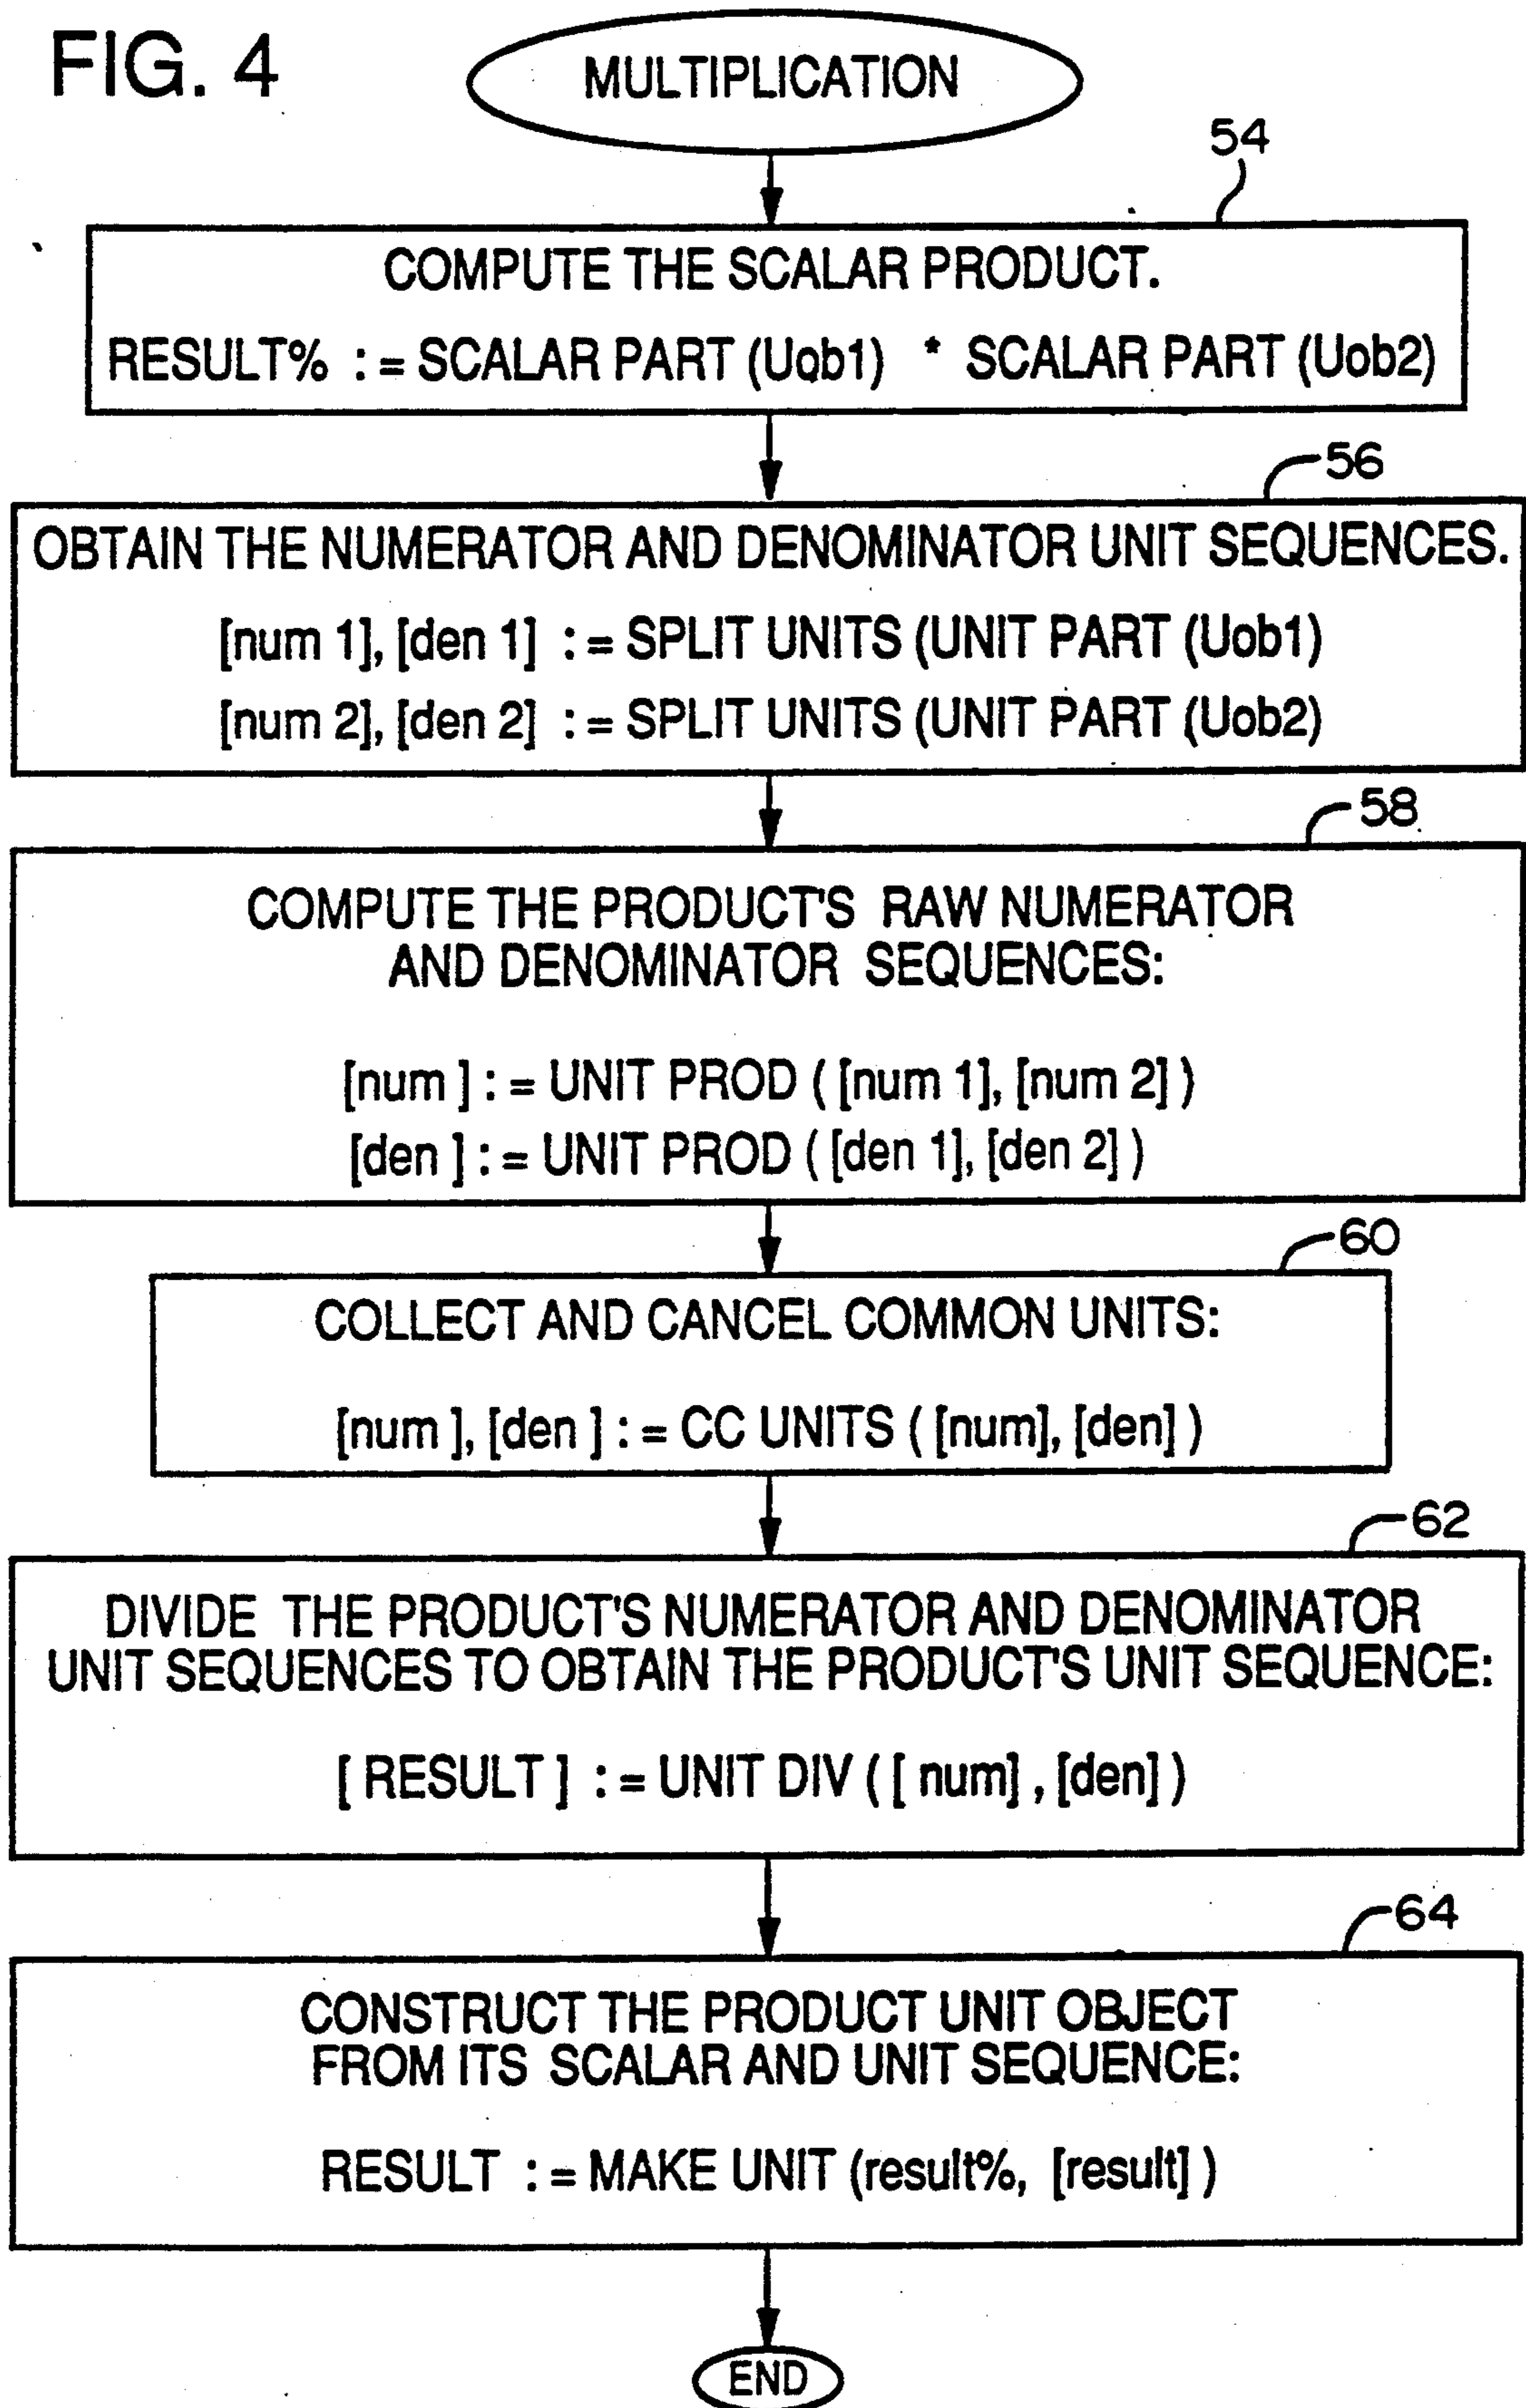 FIG. 4
MULTIPLICATION
54
COMPUTE THE SCALAR PRODUCT.
RESULT% := SCALAR PART (Uob1) * SCALAR PART (Uob2)
56
OBTAIN THE NUMERATOR AND DENOMINATOR UNIT SEQUENCES.
[num 1], [den 1] := SPLIT UNITS (UNIT PART (Uob1)
[num 2], [den 2] := SPLIT UNITS (UNIT PART (Uob2)
58
COMPUTE THE PRODUCT'S RAW NUMERATOR
AND DENOMINATOR SEQUENCES:
[num ] := UNIT PROD ( [num 1], [num 2] )
[den ] := UNIT PROD ( [den 1], [den 2] )
60
COLLECT AND CANCEL COMMON UNITS:
[num ], [den ] := CC UNITS ( [num], [den] )
62
DIVIDE THE PRODUCT'S NUMERATOR AND DENOMINATOR
UNIT SEQUENCES TO OBTAIN THE PRODUCT'S UNIT SEQUENCE:
[ RESULT ] := UNIT DIV ( [ num] , [den] )
64
CONSTRUCT THE PRODUCT UNIT OBJECT
FROM ITS SCALAR AND UNIT SEQUENCE:
RESULT := MAKE UNIT (result%, [result] )
END